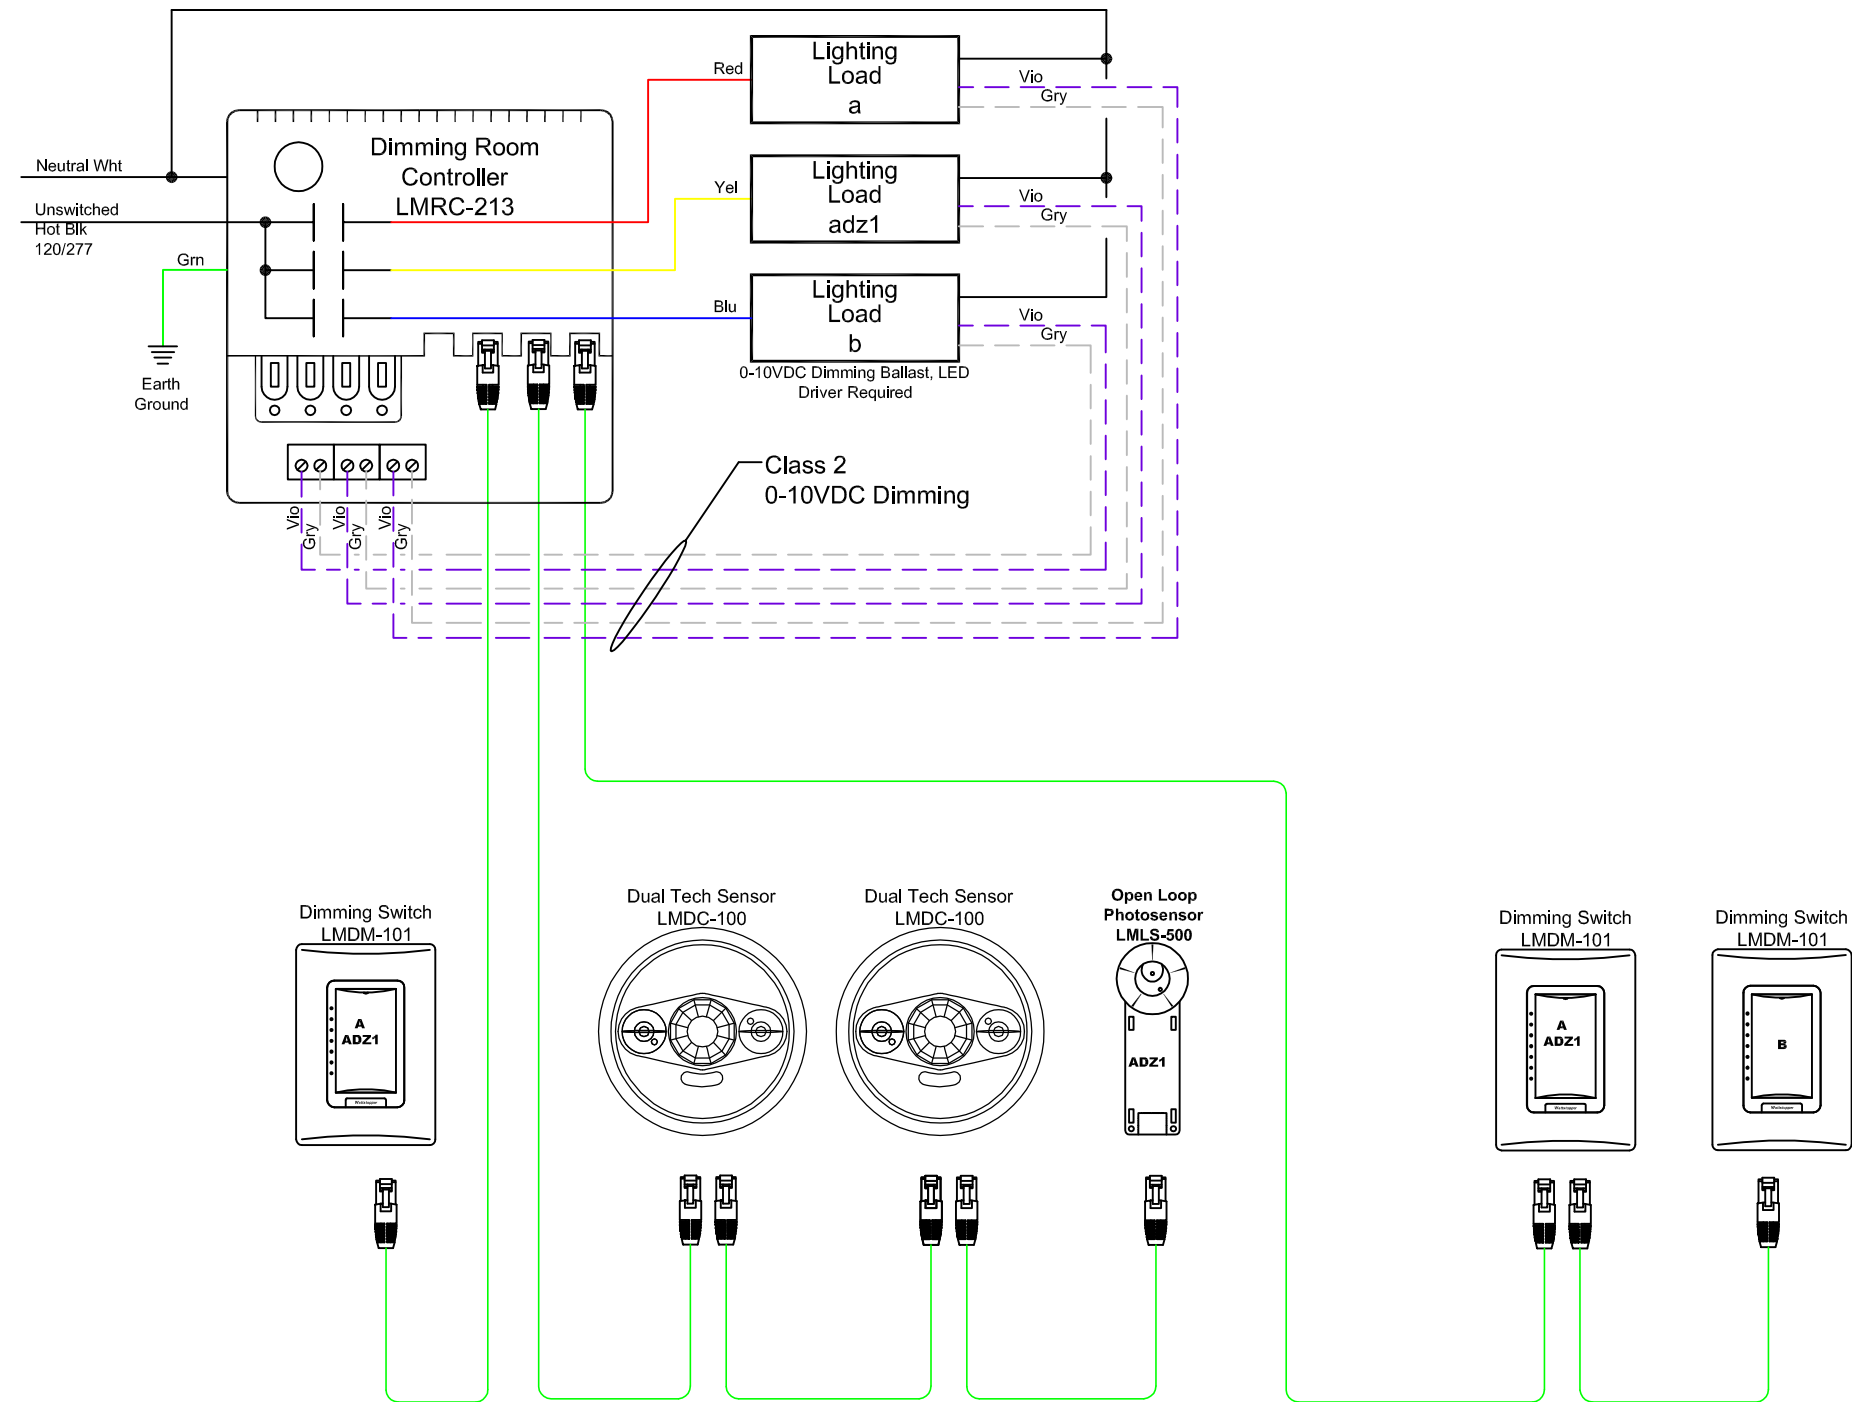 Neutral Wht
Unswitched
Hot Blk
120/277
Grn
Earth
Ground
Dimming Room
Controller
LMRC-213
Red
Yel
Blu
Lighting
Load
a
Vio
Gry
Lighting
Load
adz1
Vio
Gry
Lighting
Load
b
Vio
Gry
0-10VDC Dimming Ballast, LED
Driver Required
Vio
Gry
Vio
Gry
Vio
Gry
Class 2
0-10VDC Dimming
Dimming Switch
LMDM-101
A
ADZ1
Wattstopper
Dual Tech Sensor
LMDC-100
Dual Tech Sensor
LMDC-100
Open Loop
Photosensor
LMLS-500
ADZ1
Dimming Switch
LMDM-101
A
ADZ1
Wattstopper
Dimming Switch
LMDM-101
B
Wattstopper